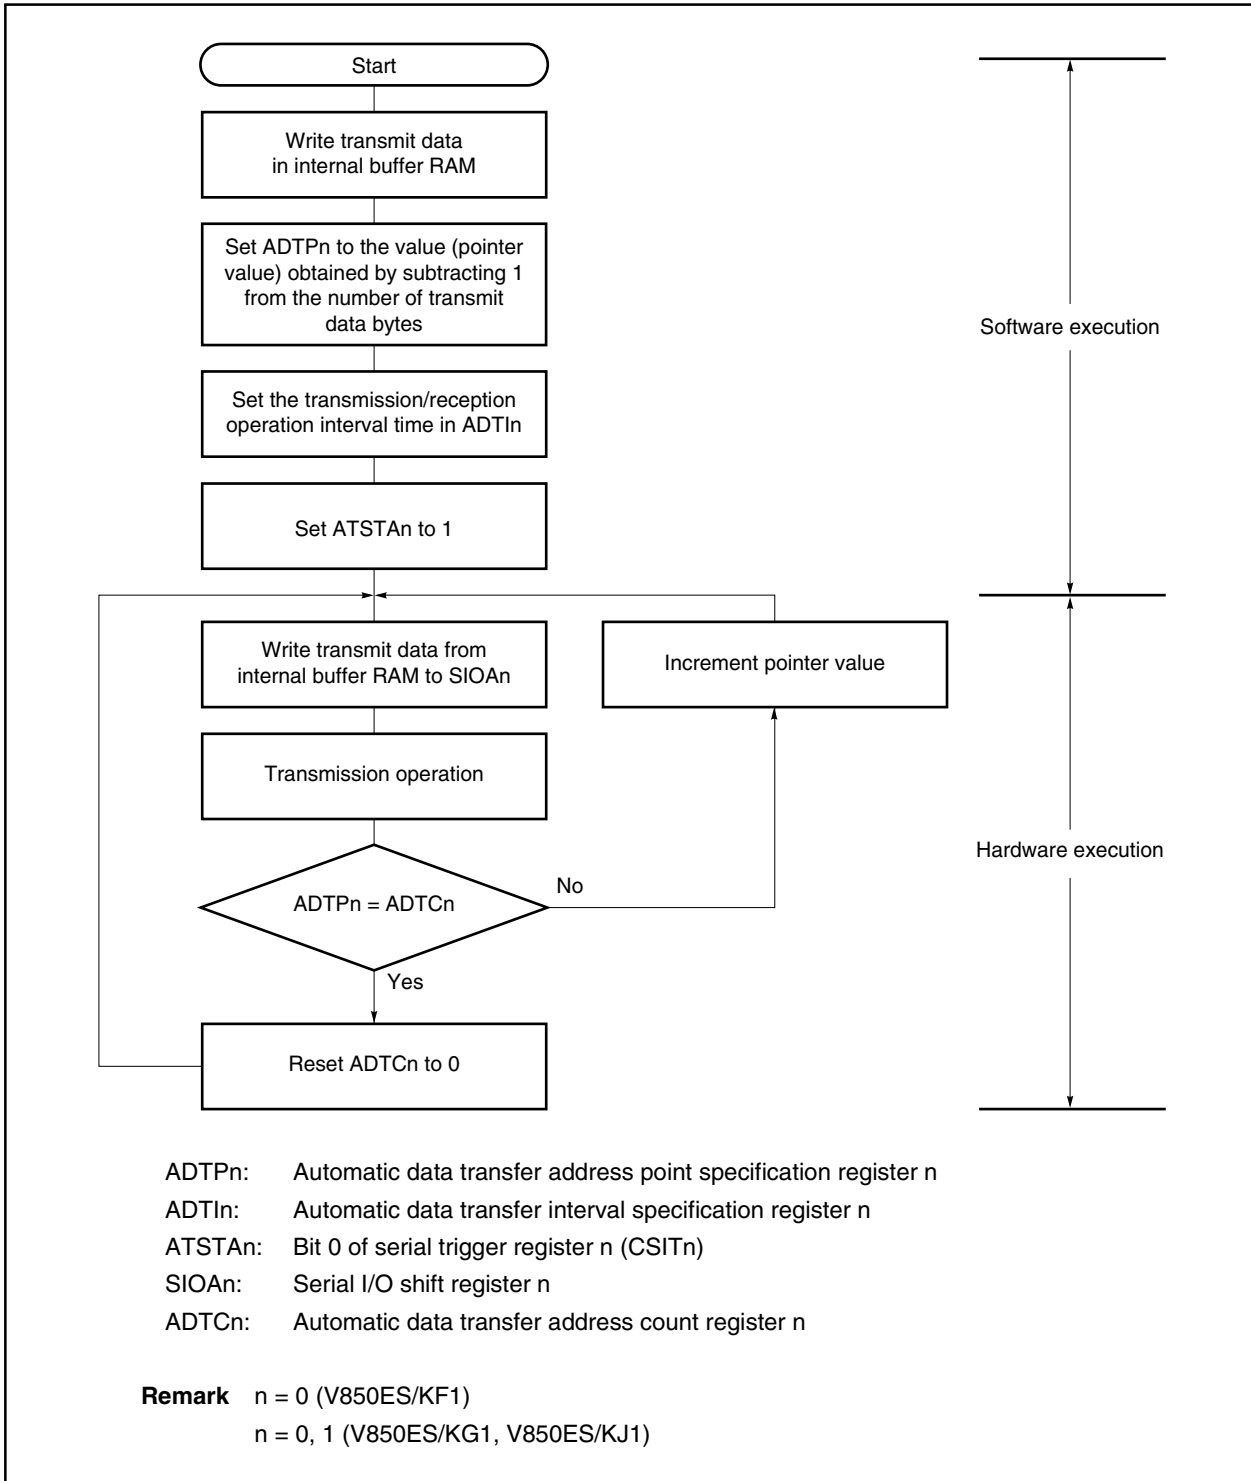 Start
Write transmit data
in internal buffer RAM
Set ADTPn to the value (pointer
value) obtained by subtracting 1
from the number of transmit
data bytes
Software execution
Set the transmission/reception
operation interval time in ADTIn
Set ATSTAn to 1
Write transmit data from
internal buffer RAM to SIOAn
Increment pointer value
Transmission operation
Hardware execution
ADTPn = ADTCn
No
Yes
Reset ADTCn to 0
ADTPn: Automatic data transfer address point specification register n
ADTIn: Automatic data transfer interval specification register n
ATSTAn: Bit 0 of serial trigger register n (CSITn)
SIOAn: Serial I/O shift register n
ADTCn: Automatic data transfer address count register n
Remark n = 0 (V850ES/KF1)
n = 0, 1 (V850ES/KG1, V850ES/KJ1)